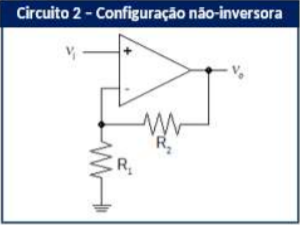 Circuito 2 – Configuração não-inversora
vi
+
vo
-
R2
R1